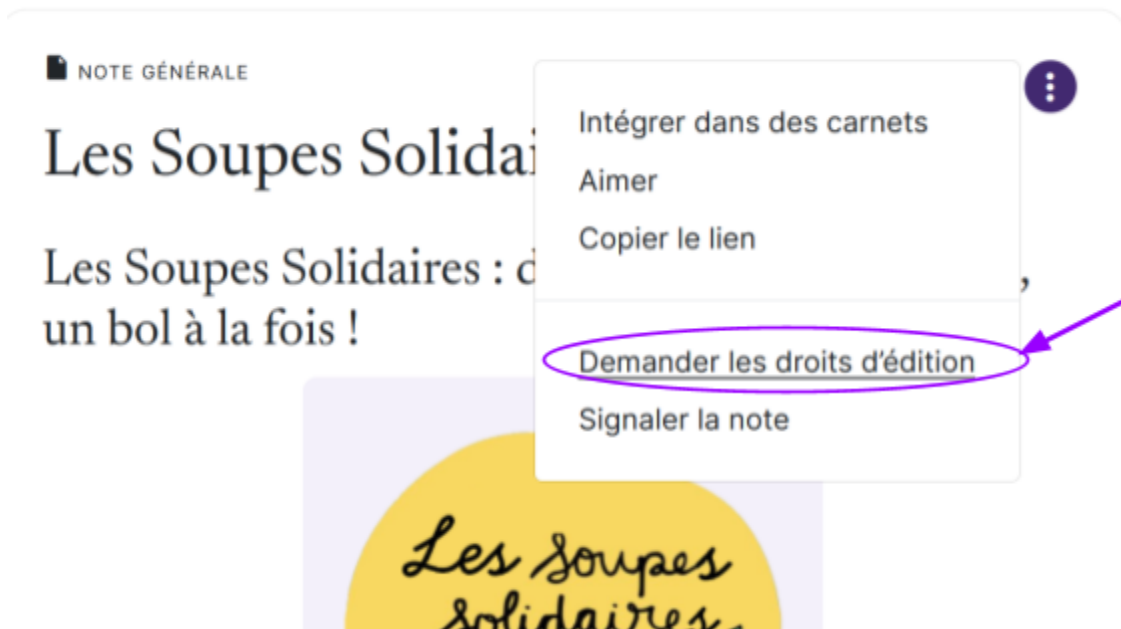 NOTE GÉNÉRALE
Les Soupes
Les Soupes Solidaires :
un bol à la fois !
Intégrer dans des carnets
Aimer
Copier le lien
Demander les droits d’édition
Signaler la note
Les soupes
solidaires